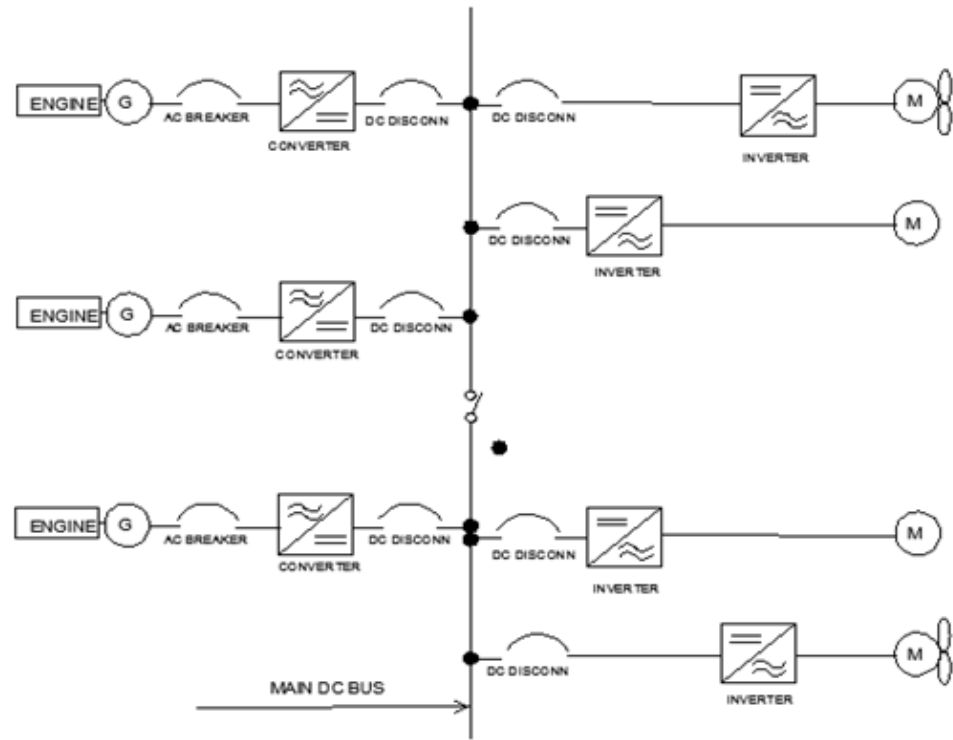 ENGINE G AC BREAKER CONVERTER DC DISCONN DC DISCONN INVERTER M
DC DISCONN INVERTER M
ENGINE G AC BREAKER CONVERTER DC DISCONN
ENGINE G AC BREAKER CONVERTER DC DISCONN DC DISCONN INVERTER M
DC DISCONN INVERTER M
MAIN DC BUS